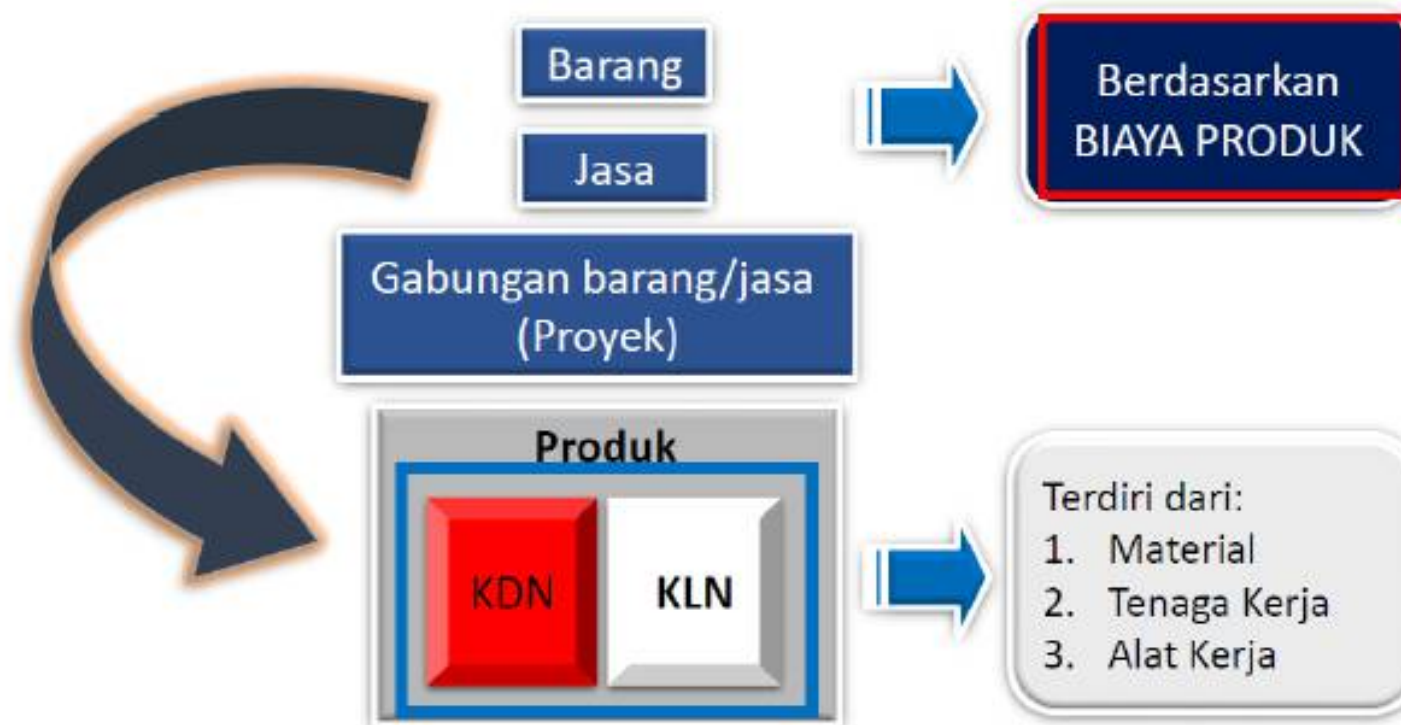 Barang
Jasa
Gabungan barang/jasa
(Proyek)
Berdasarkan
BIAYA PRODUK
Produk
KDN
KLN
Terdiri dari:
1. Material
2. Tenaga Kerja
3. Alat Kerja